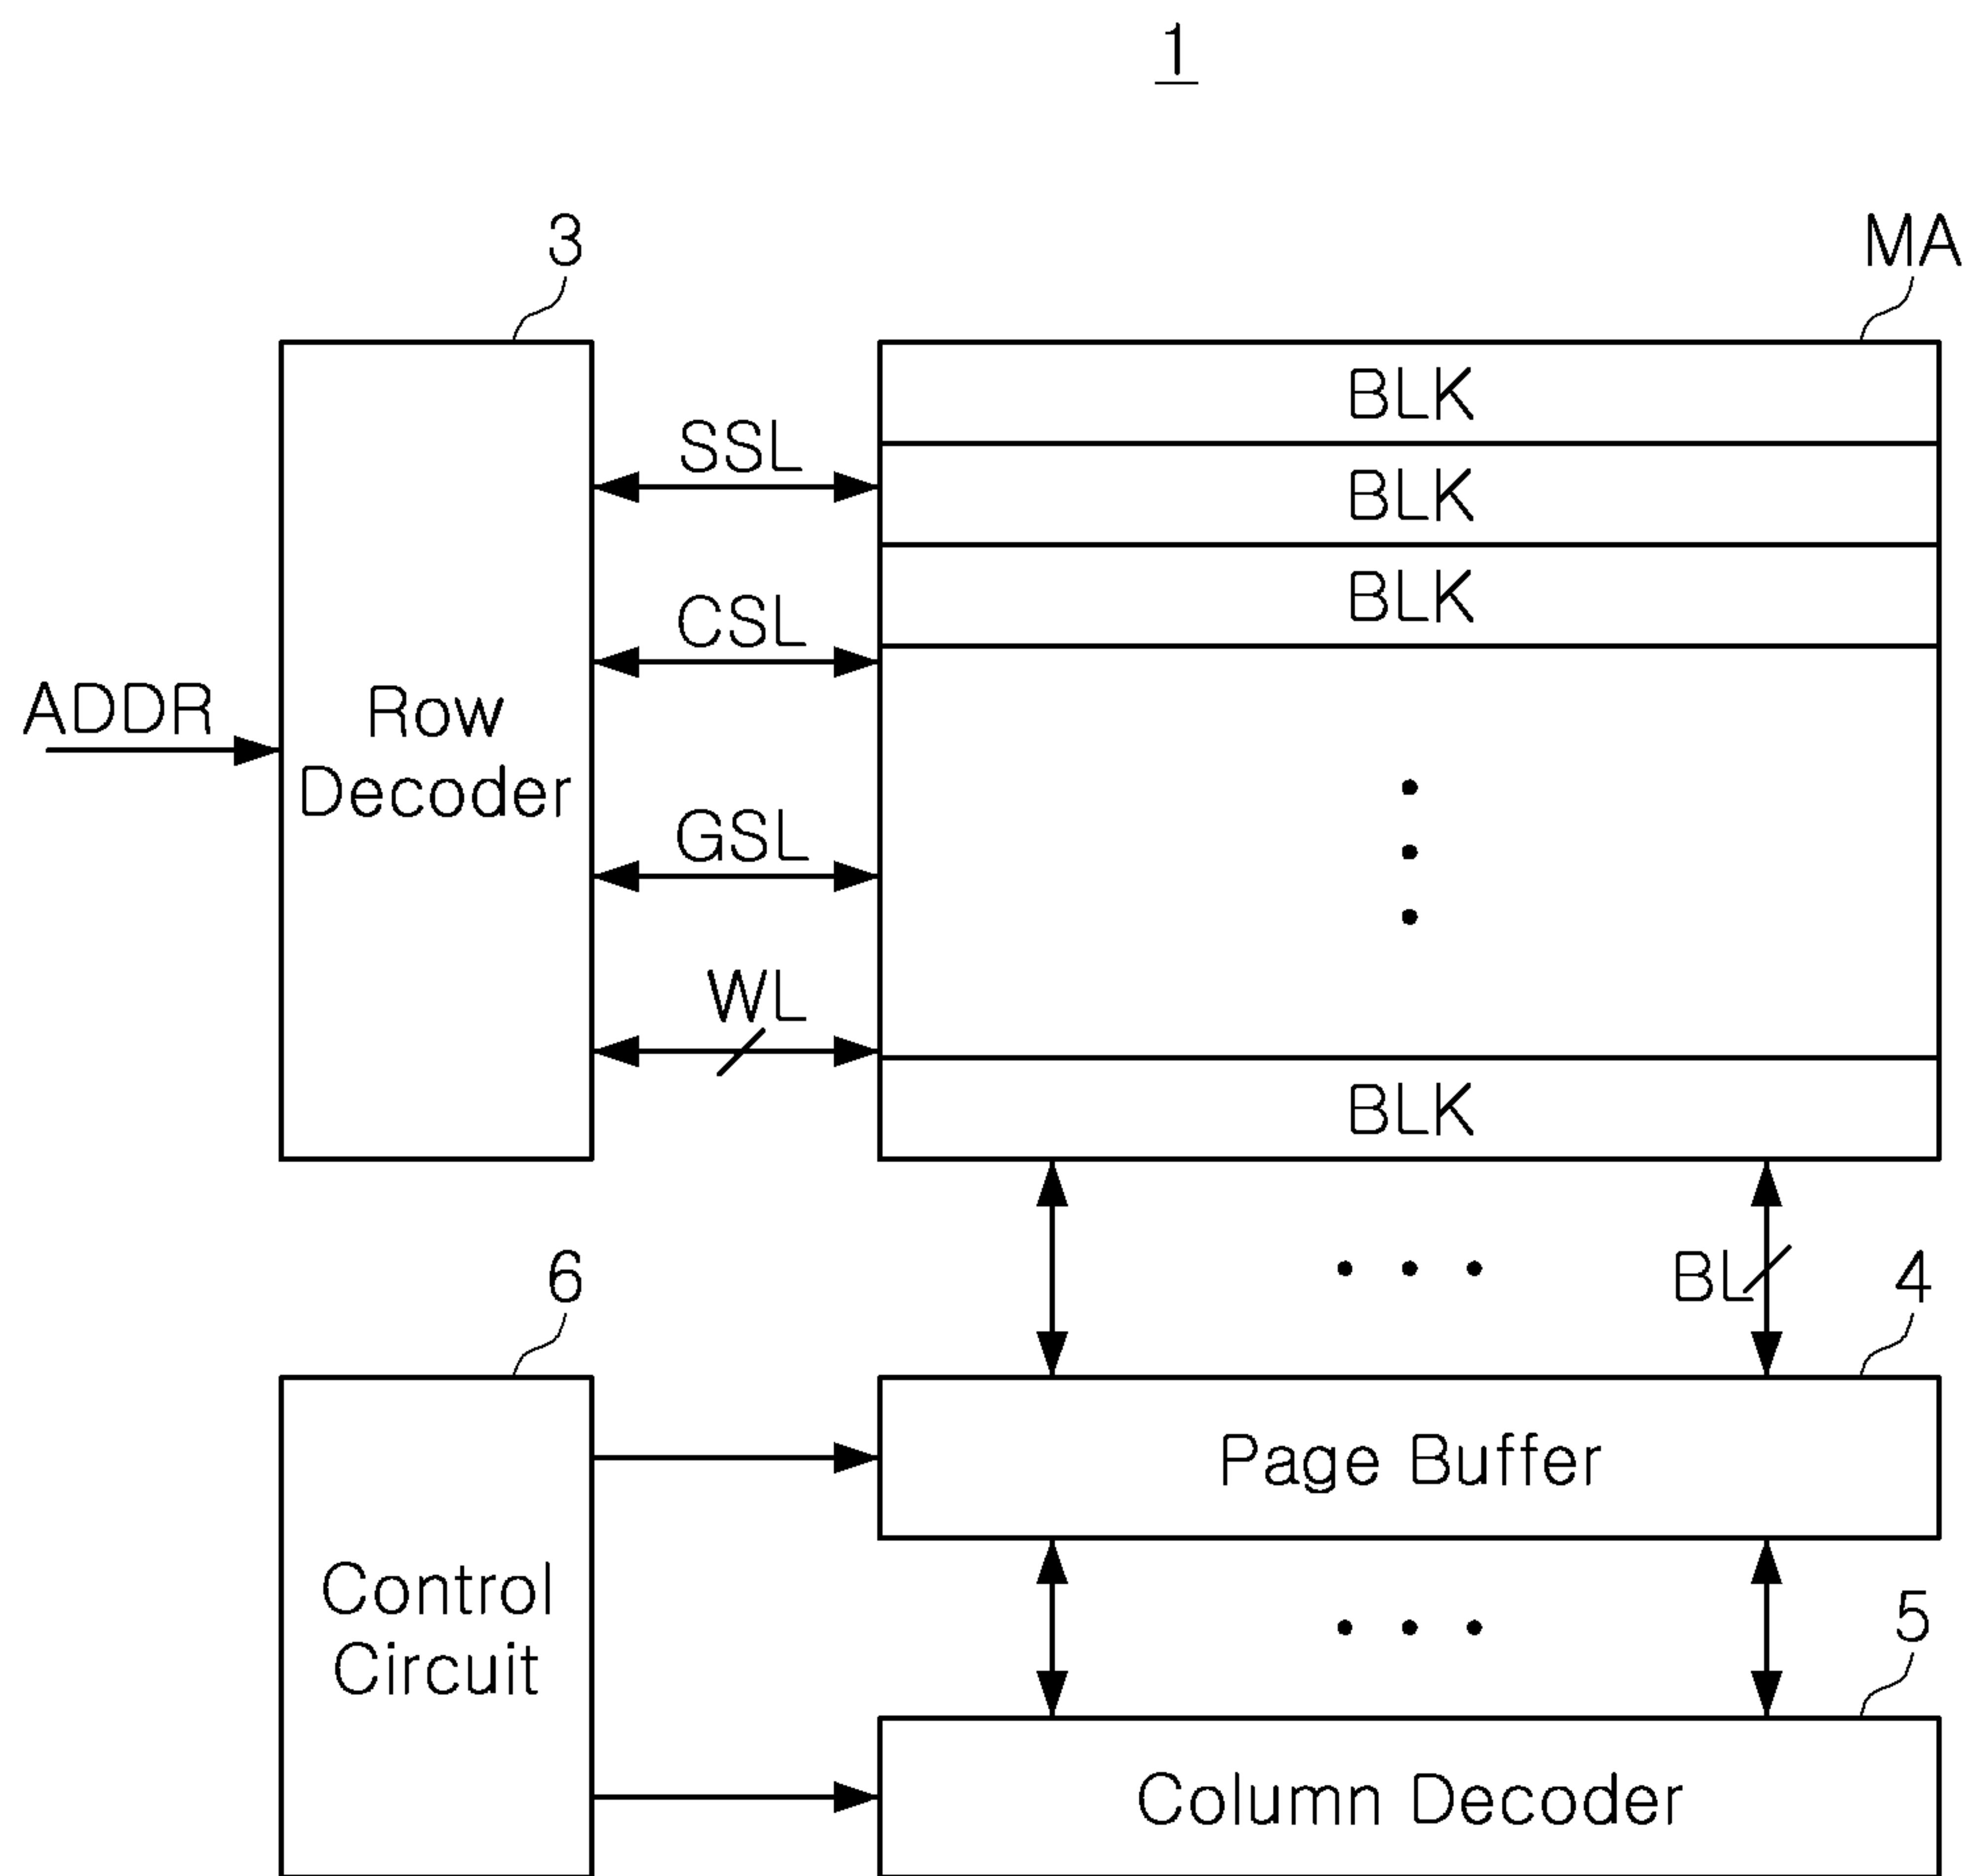 1
3
MA
BLK
SSL
BLK
CSL
BLK
ADDR
Row
Decoder
GSL
WL
BLK
BL
6
4
Page Buffer
Control
Circuit
5
Column Decoder